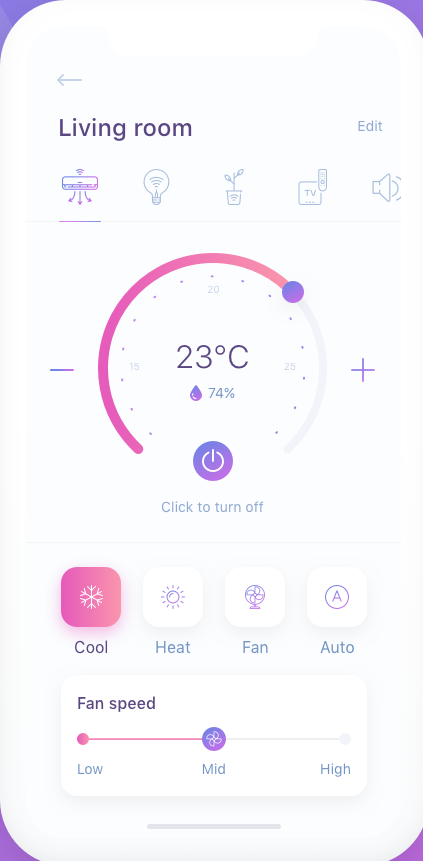 Living room
Edit
TV
20
15
23°C
25
74%
Click to turn off
A
Cool
Heat
Fan
Auto
Fan speed
Low
Mid
High